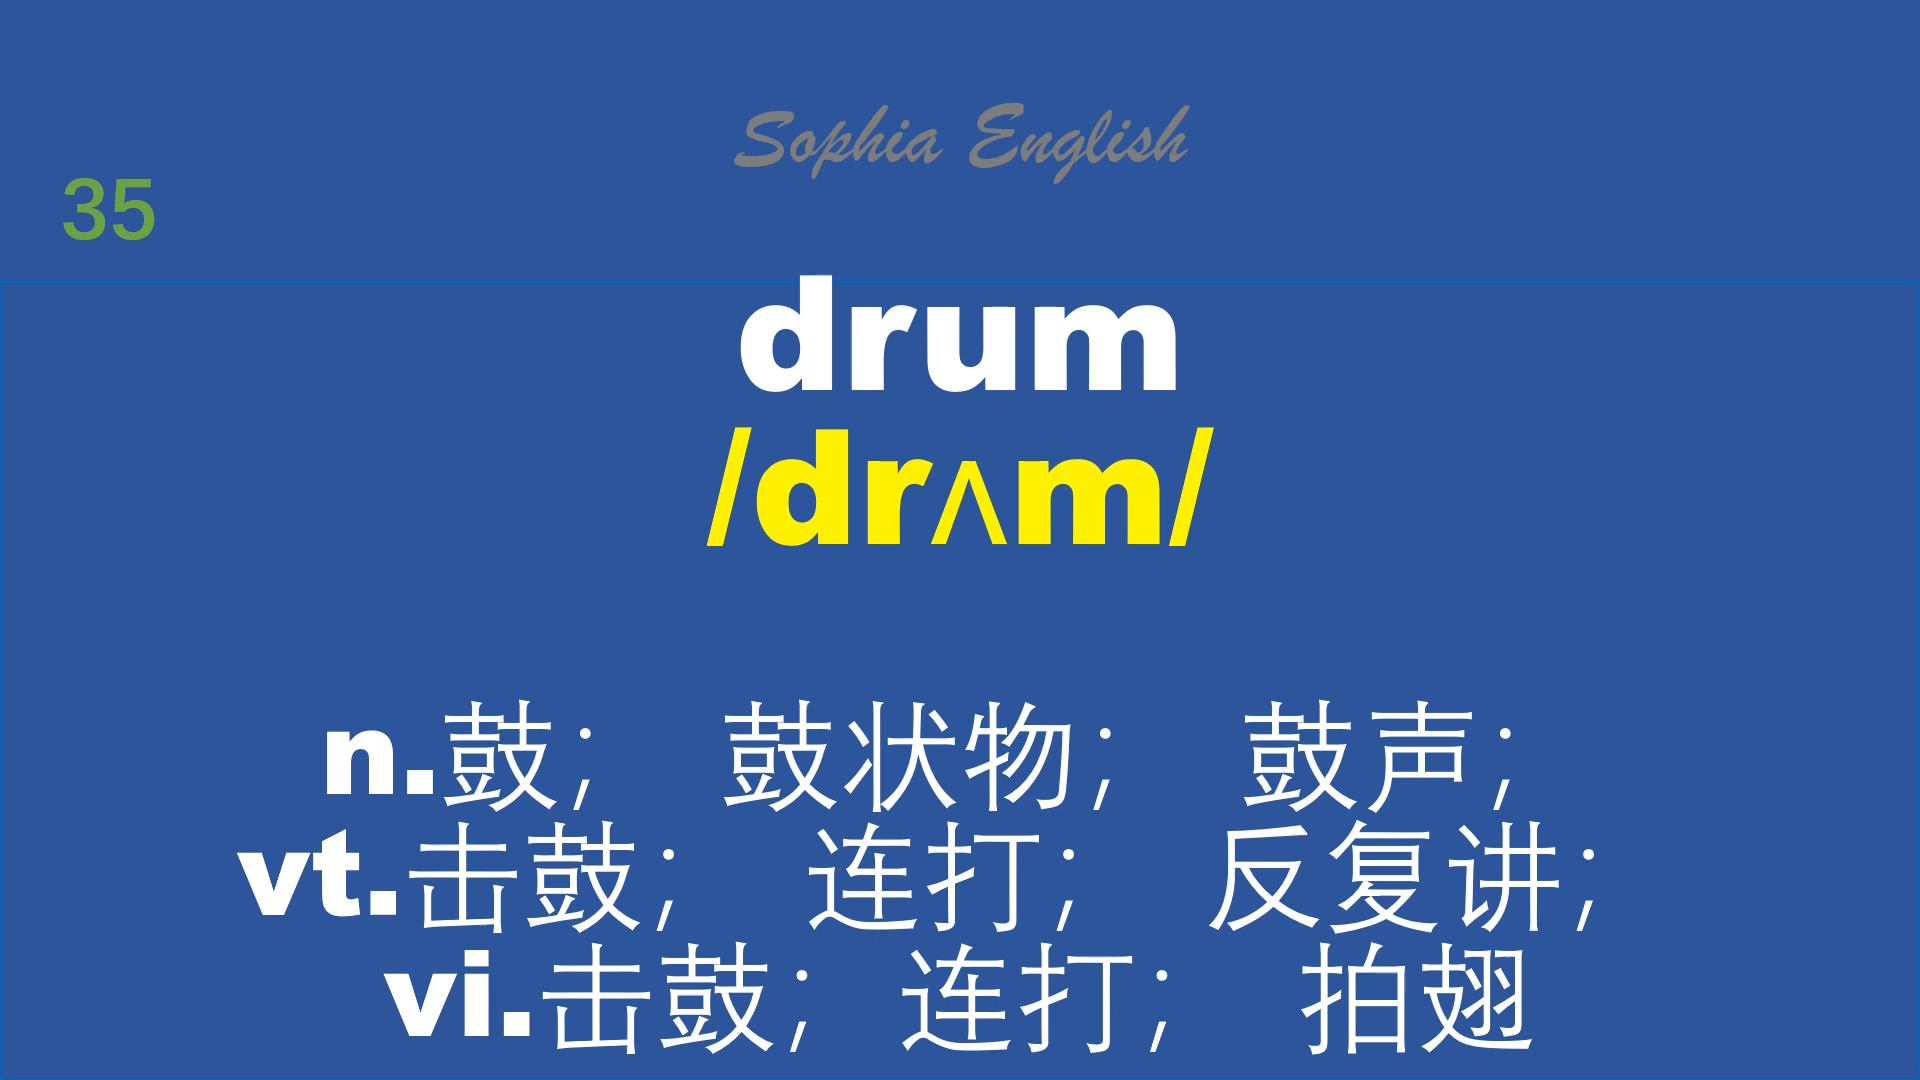 Sophia English
35
drum
/drʌm/
n.鼓； 鼓状物； 鼓声；
vt.击鼓； 连打； 反复讲；
vi.击鼓； 连打； 拍翅